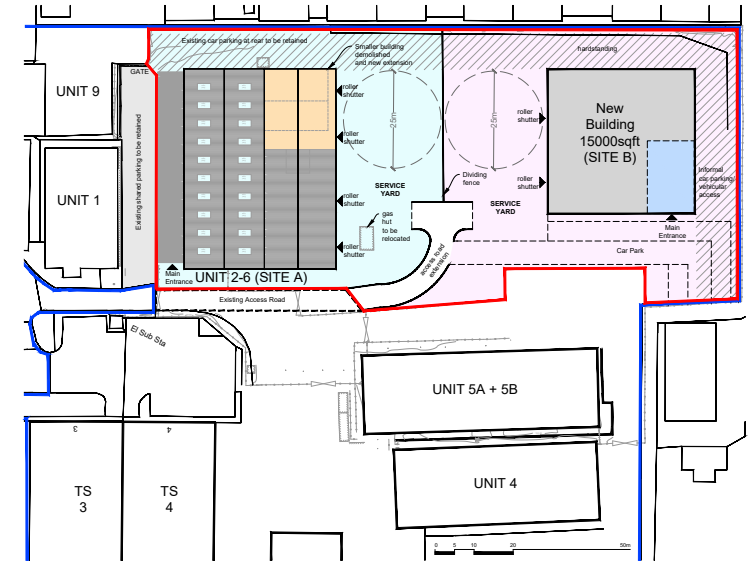 Existing car parking at rear to be retained
Smaller building
demolished
and new extension
hardstanding
GATE
UNIT 9
Existing shared parking to be retained
roller
shutter
25m
25m
roller
shutter
New
Building
15000sqft
(SITE B)
roller
shutter
UNIT 1
Dividing
fence
SERVICE
YARD
roller
shutter
SERVICE
YARD
roller
shutter
Informal
car parking/
vehicular
access
gas
hut
to be
relocated
roller
shutter
Main
Entrance
access road
extension
Car Park
Main
Entrance
UNIT 2-6 (SITE A)
Existing Access Road
El Sub Sta
UNIT 5A + 5B
3
4
TS
3
TS
4
UNIT 4
0 5 10 20 50m